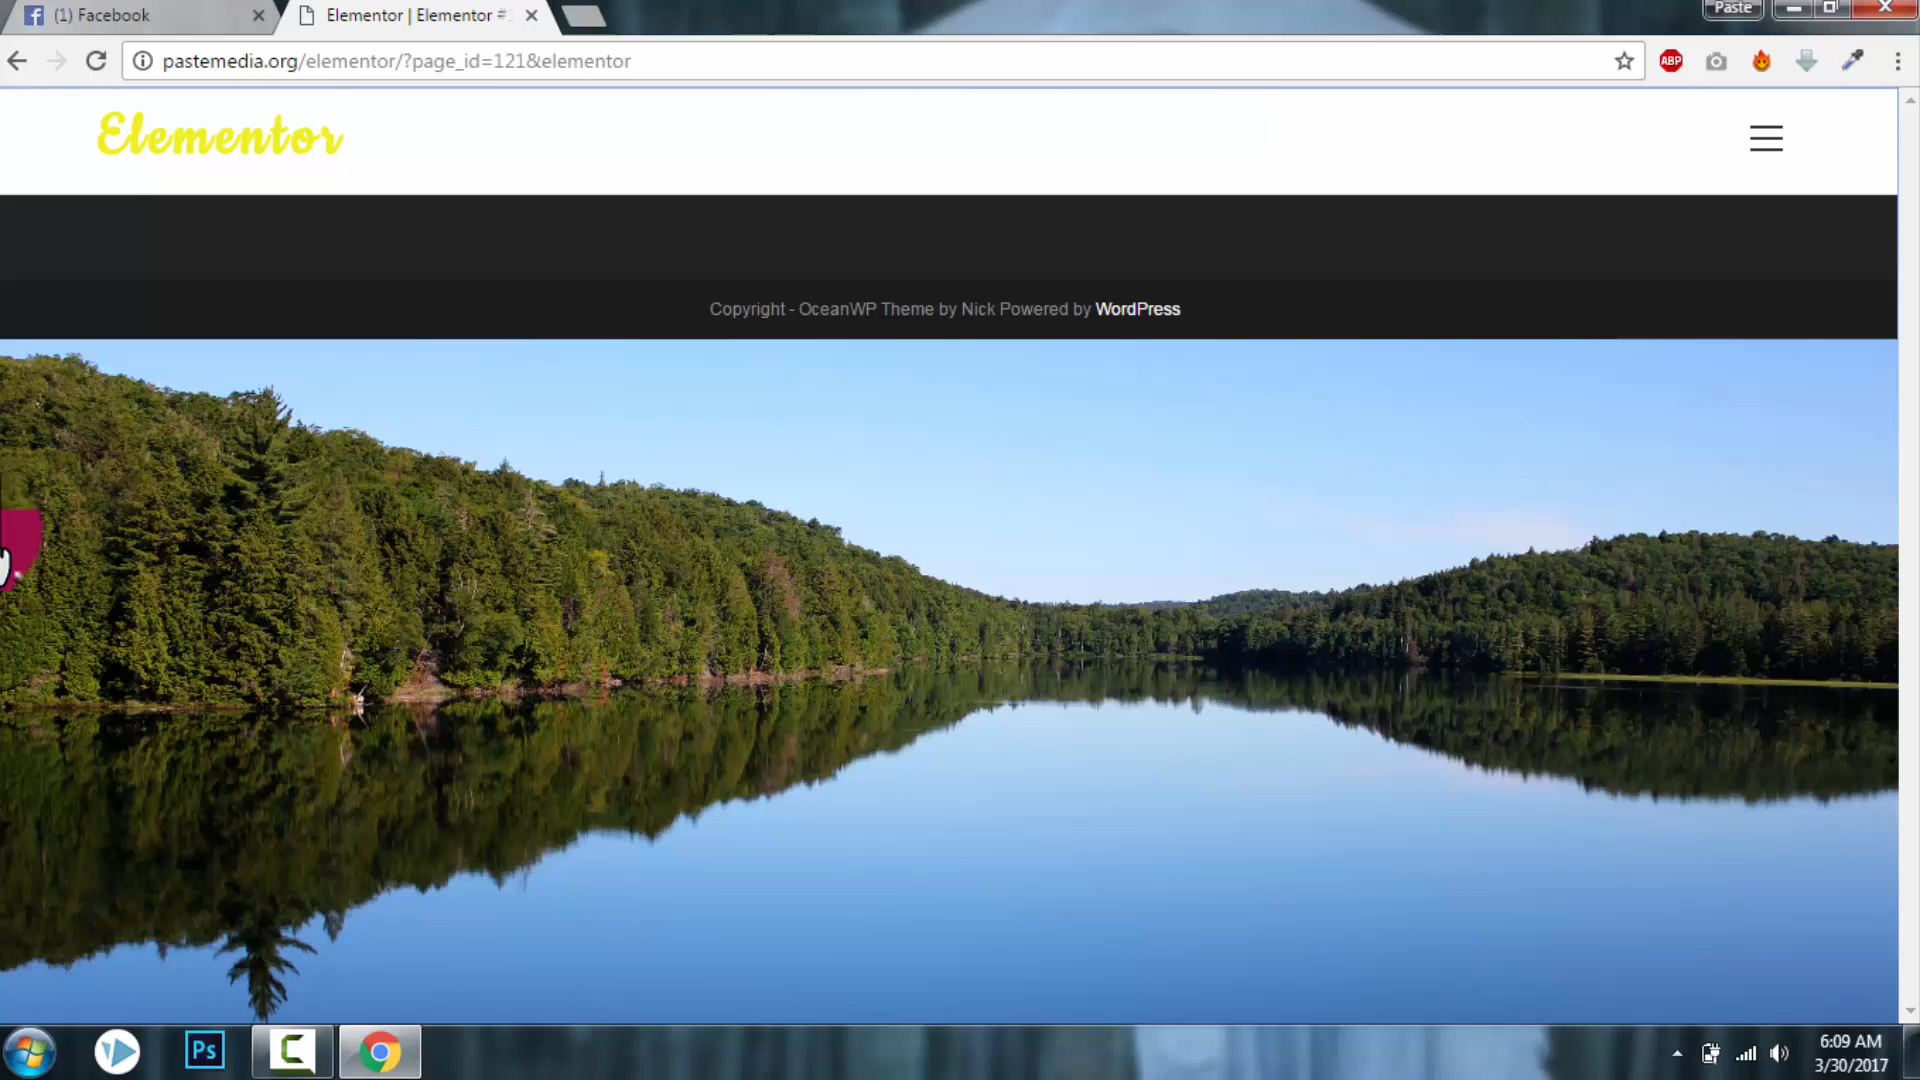 (1) Facebook
Elementor | Elementor #
Paste
pastemedia.org/elementor/?page_id=121&elementor
ABP
Elementor
Copyright - OceanWP Theme by Nick Powered by WordPress
Ps
6:09 AM
3/30/2017